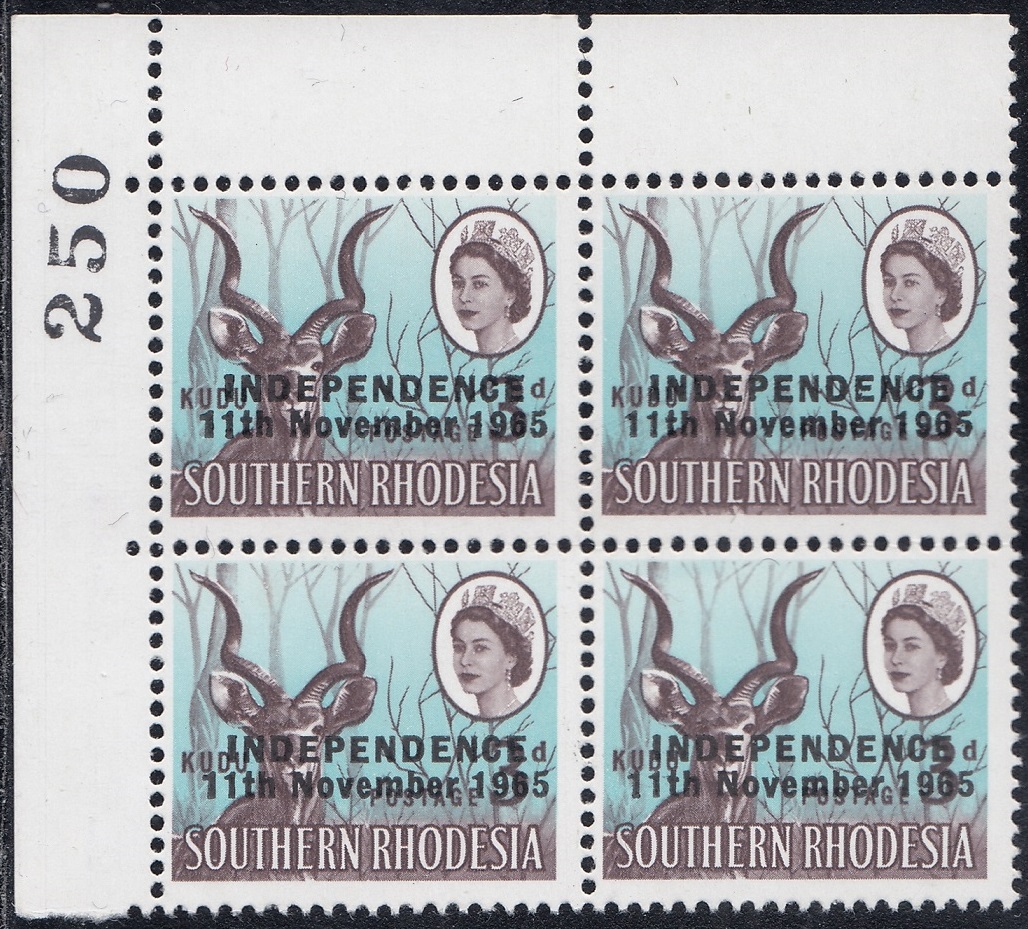 250
KUDU INDEPENDENCE 3d
11th November 1965
POSTAGE
SOUTHERN RHODESIA
KUDU INDEPENDENCE 3d
11th November 1965
POSTAGE
SOUTHERN RHODESIA
KUDU INDEPENDENCE 3d
11th November 1965
POSTAGE
SOUTHERN RHODESIA
KUDU INDEPENDENCE 3d
11th November 1965
POSTAGE
SOUTHERN RHODESIA